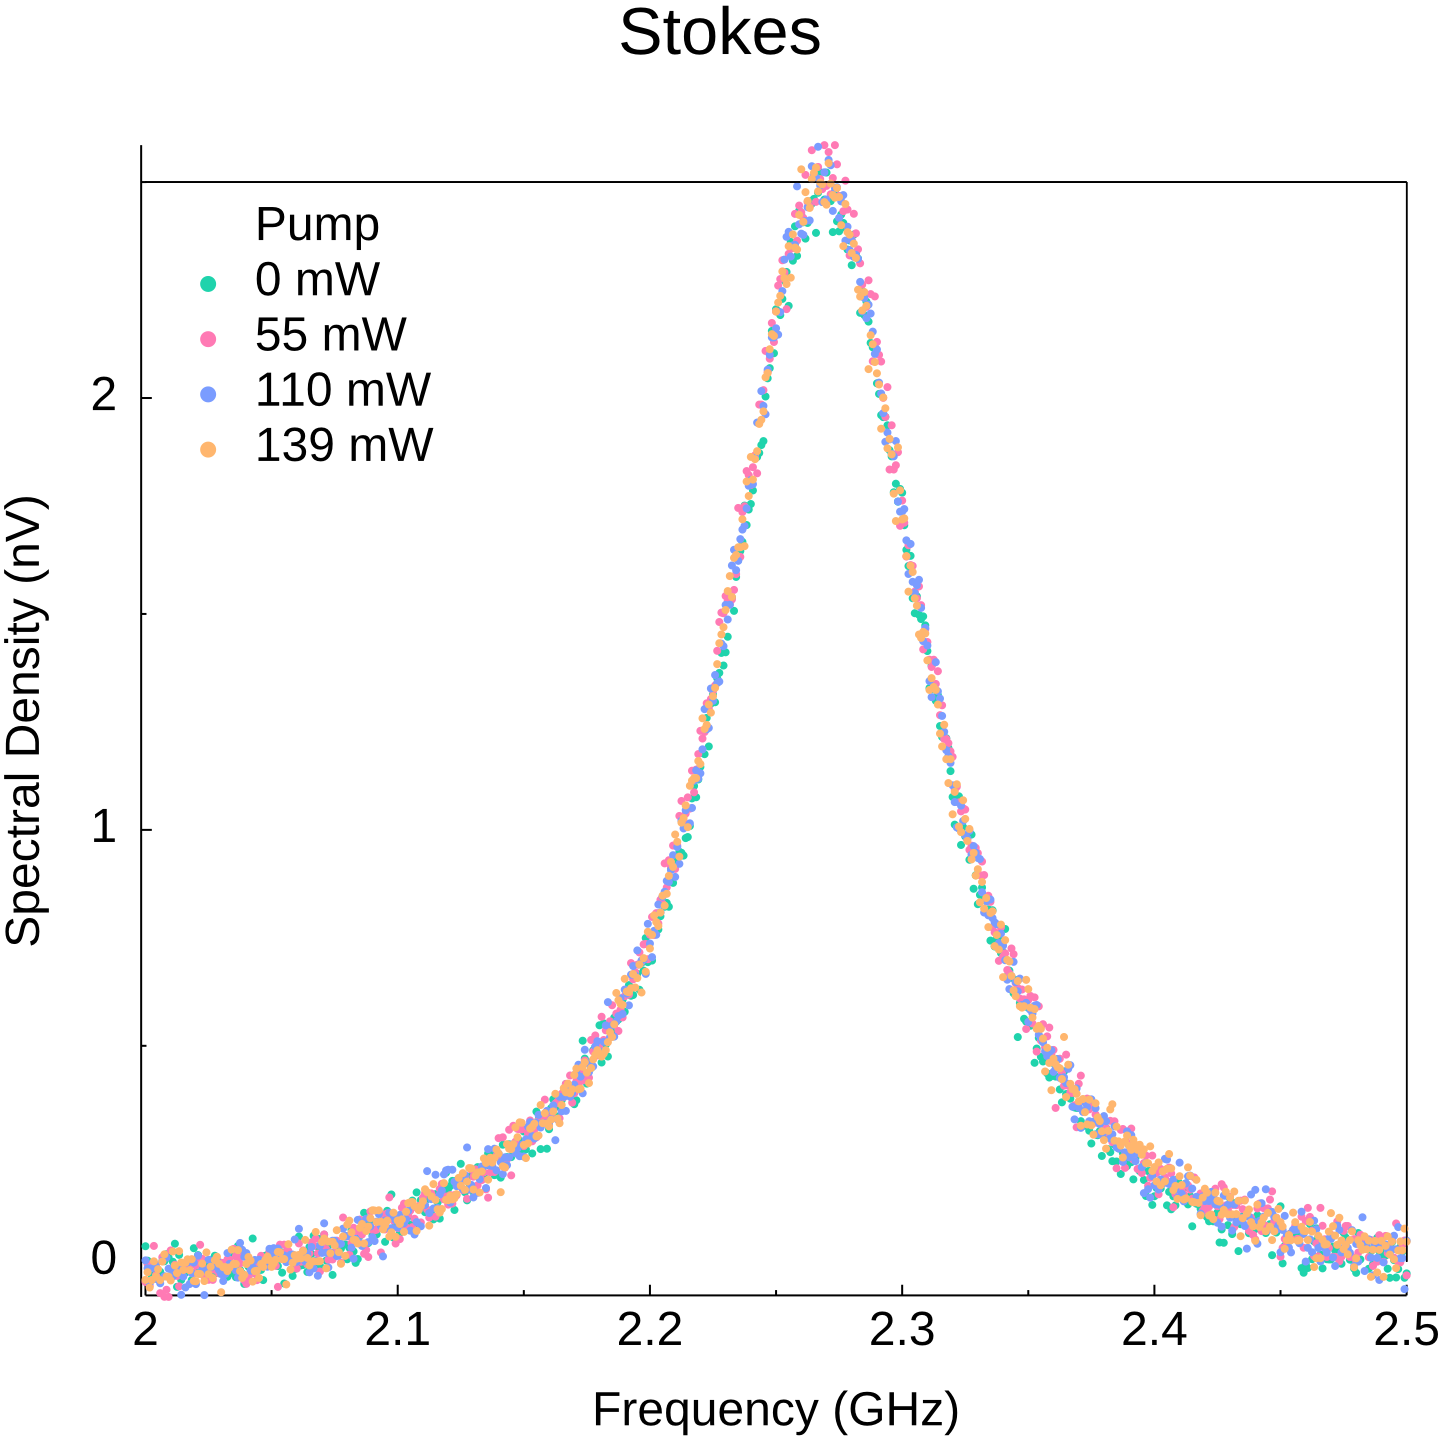 Stokes
Pump
0 mW
55 mW
110 mW
139 mW
Spectral Density (nV)
2
1
0
2 2.1 2.2 2.3 2.4 2.5
Frequency (GHz)